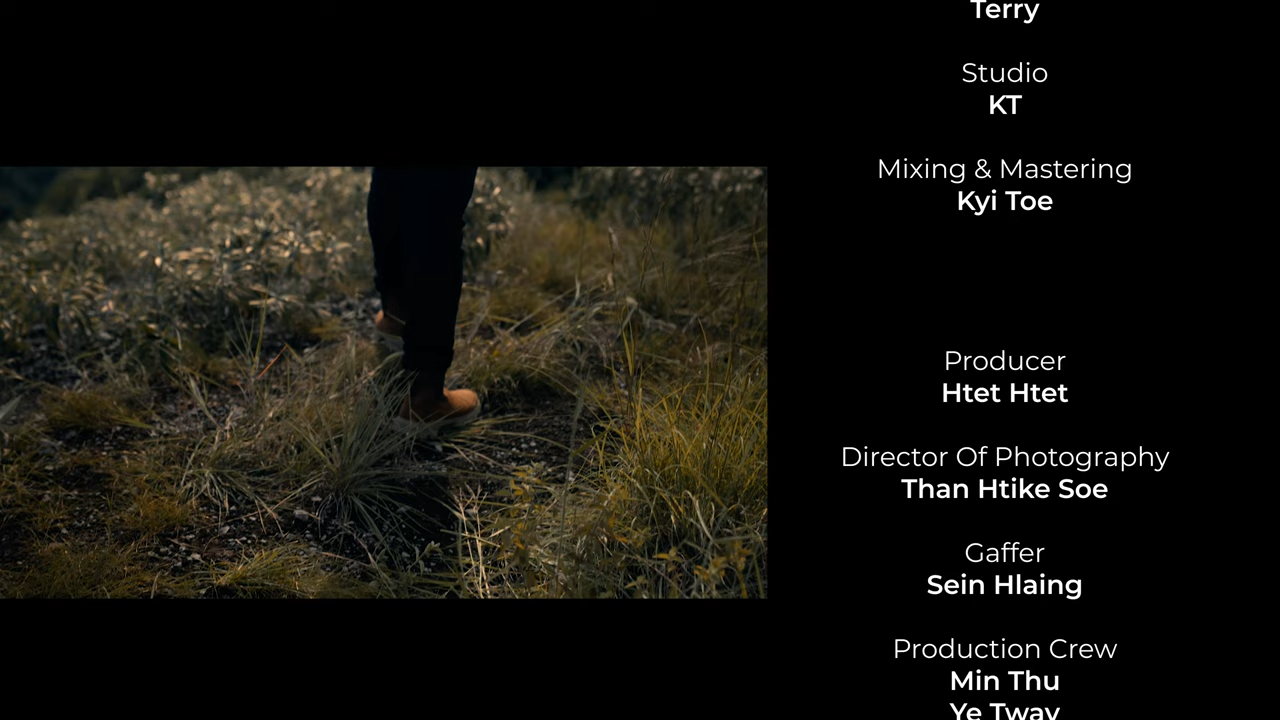 Terry
Studio
KT
Mixing & Mastering
Kyi Toe
Producer
Htet Htet
Director Of Photography
Than Htike Soe
Gaffer
Sein Hlaing
Production Crew
Min Thu
Ye Tway